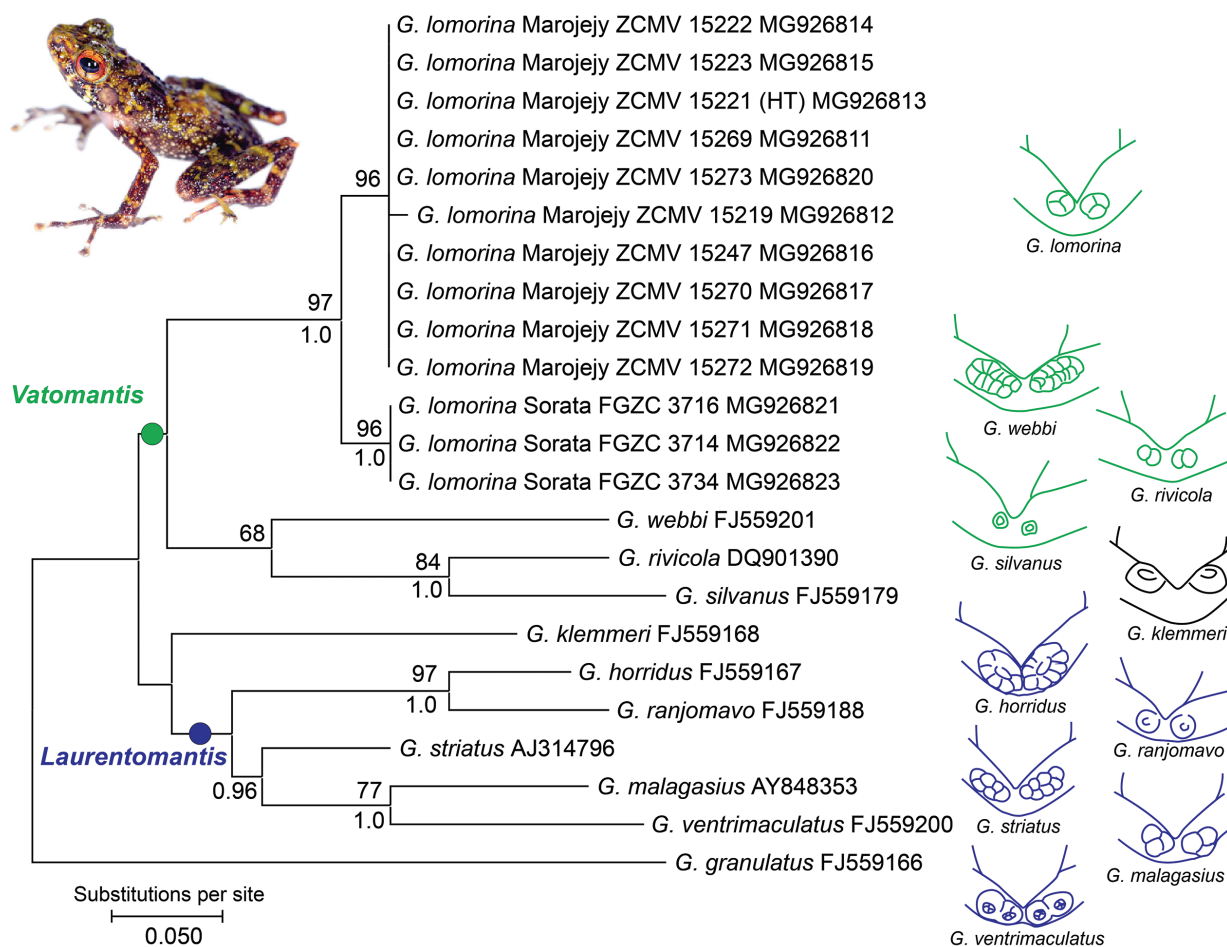 G. lomorina Marojejy ZCMV 15222 MG926814
G. lomorina Marojejy ZCMV 15223 MG926815
G. lomorina Marojejy ZCMV 15221 (HT) MG926813
G. lomorina Marojejy ZCMV 15269 MG926811
96
G. lomorina Marojejy ZCMV 15273 MG926820
G. lomorina Marojejy ZCMV 15219 MG926812
G. lomorina Marojejy ZCMV 15247 MG926816
97
1.0
G. lomorina Marojejy ZCMV 15270 MG926817
G. lomorina Marojejy ZCMV 15271 MG926818
G. lomorina Marojejy ZCMV 15272 MG926819
Vatomantis
96
1.0
G. lomorina Sorata FGZC 3716 MG926821
G. lomorina Sorata FGZC 3714 MG926822
G. lomorina Sorata FGZC 3734 MG926823
68
G. webbi FJ559201
84
1.0
G. rivicola DQ901390
G. silvanus FJ559179
G. klemmeri FJ559168
97
1.0
G. horridus FJ559167
G. ranjomavo FJ559188
Laurentomantis
0.96
G. striatus AJ314796
77
1.0
G. malagasius AY848353
G. ventrimaculatus FJ559200
G. granulatus FJ559166
Substitutions per site
0.050
G. lomorina
G. webbi
G. rivicola
G. silvanus
G. klemmeri
G. horridus
G. ranjomavo
G. striatus
G. malagasius
G. ventrimaculatus